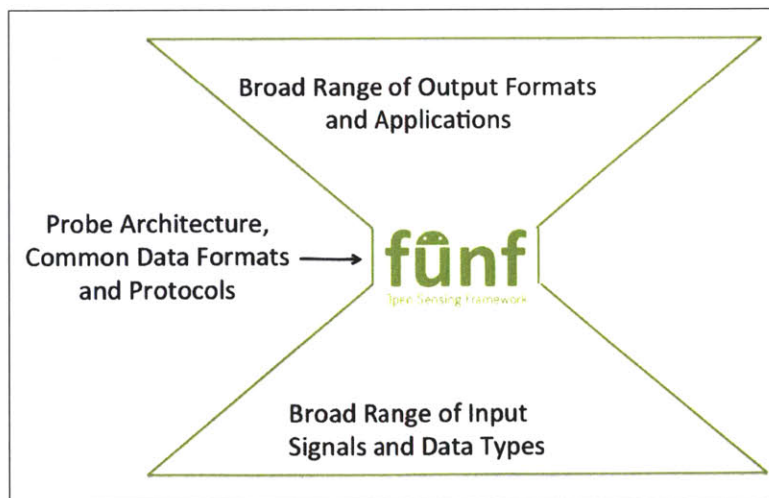 Broad Range of Output Formats
and Applications
Probe Architecture,
Common Data Formats
and Protocols
funf
Open Sensing Framework
Broad Range of Input
Signals and Data Types